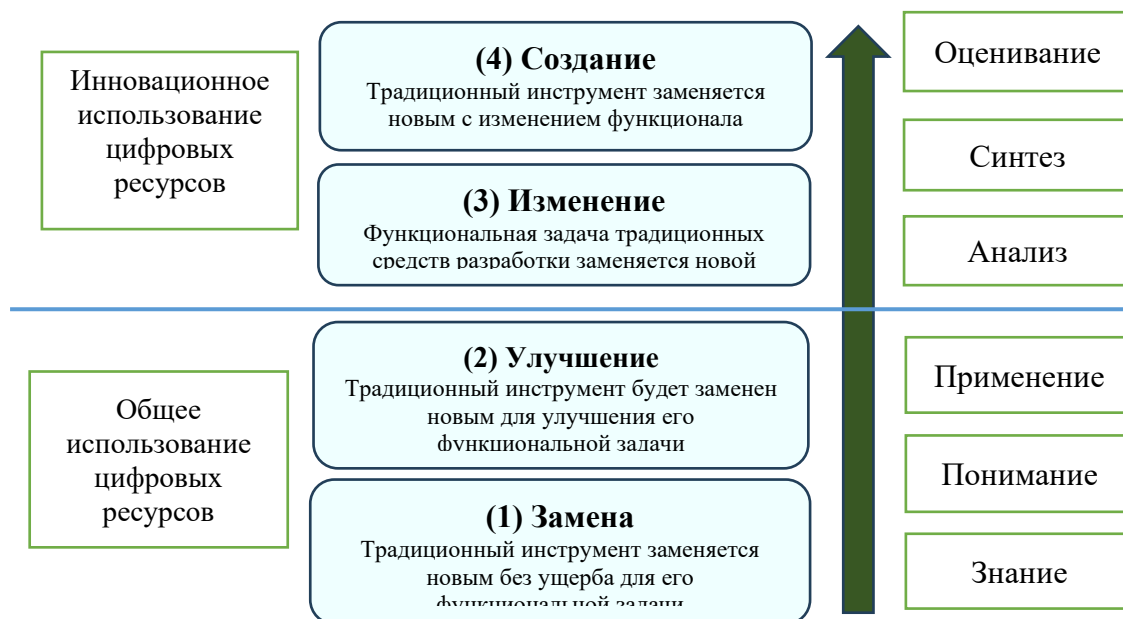 Инновационное
использование
цифровых
ресурсов
(4) Создание
Традиционный инструмент заменяется
новым с изменением функционала
(3) Изменение
Функциональная задача традиционных
средств разработки заменяется новой
Оценивание
Синтез
Анализ
Общее
использование
цифровых
ресурсов
(2) Улучшение
Традиционный инструмент будет заменен
новым для улучшения его
функциональной задачи
(1) Замена
Традиционный инструмент заменяется
новым без ущерба для его
функциональной задачи
Применение
Понимание
Знание